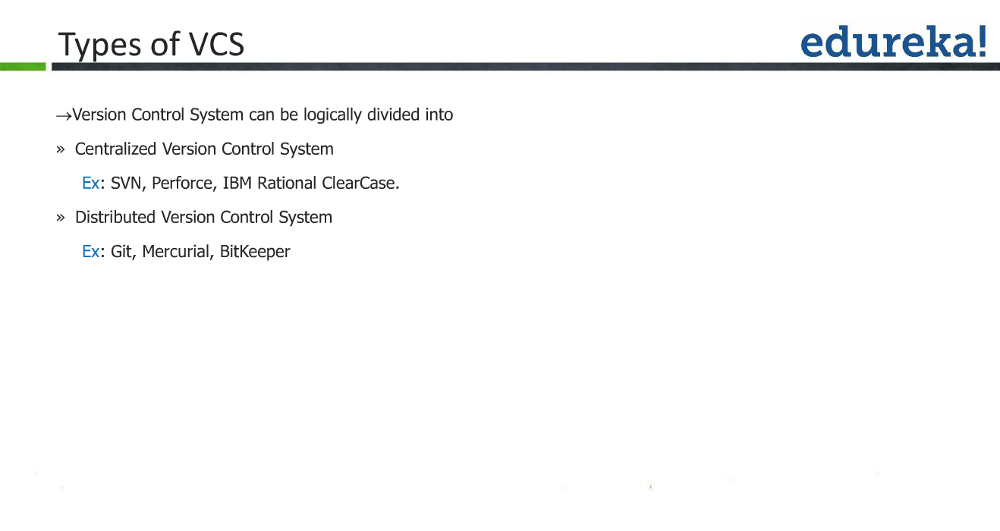 Types of VCS
edureka!
→Version Control System can be logically divided into
» Centralized Version Control System
Ex: SVN, Perforce, IBM Rational ClearCase.
» Distributed Version Control System
Ex: Git, Mercurial, BitKeeper